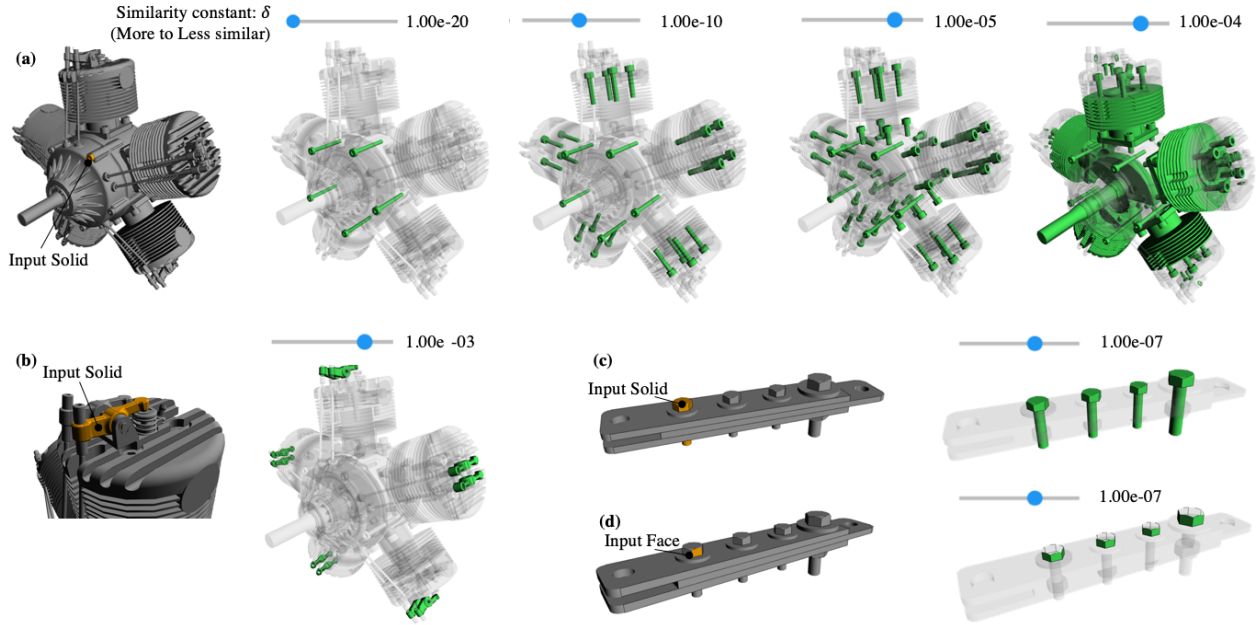 Similarity constant: δ
(More to Less similar)
1.00e-20
1.00e-10
1.00e-05
1.00e-04
(a)
Input Solid
(b)
Input Solid
1.00e -03
(c)
Input Solid
1.00e-07
(d)
Input Face
1.00e-07